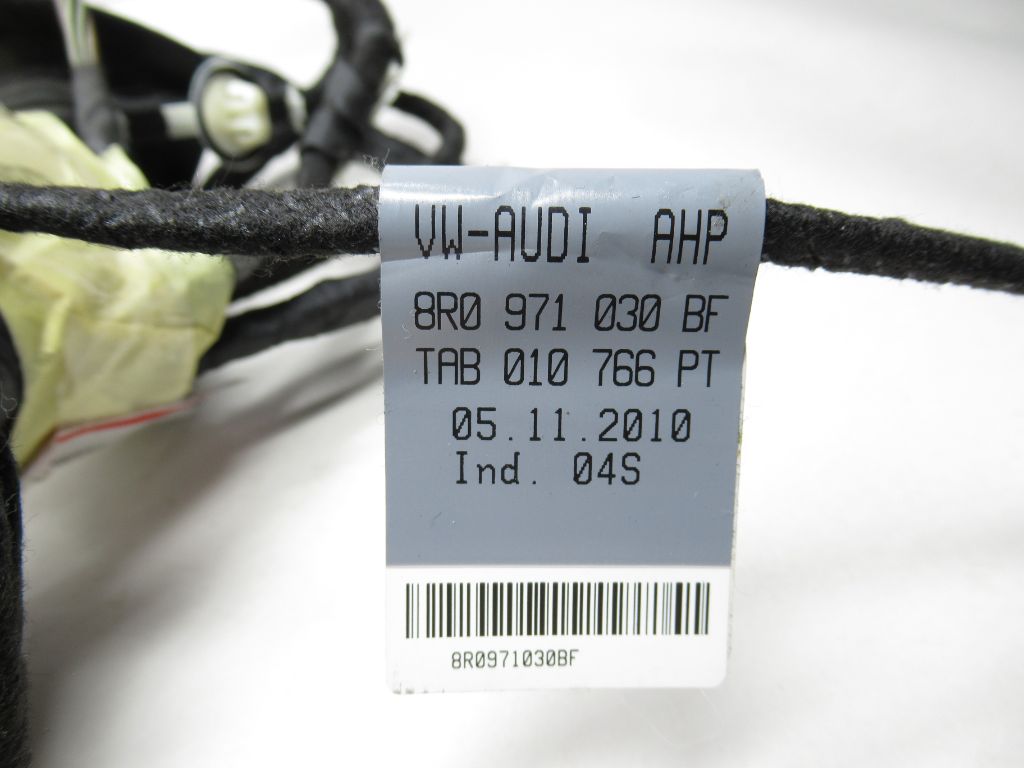 VW-AUDI AHP
8R0 971 030 BF
TAB 010 766 PT
05.11.2010
Ind. 04S
8R0971030BF